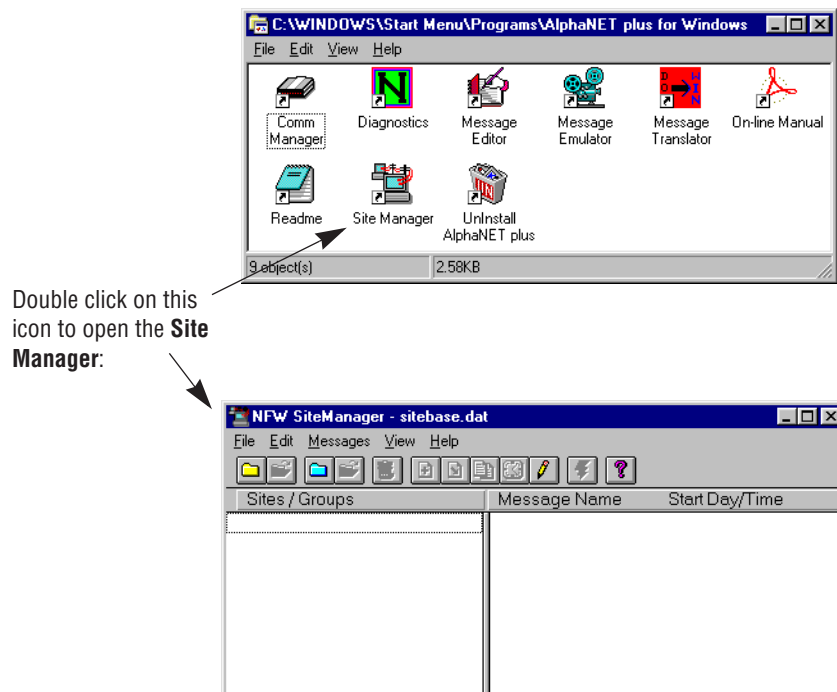 C:\WINDOWS\Start Menu\Programs\AlphaNET plus for Windows
File Edit View Help
Comm Manager
Diagnostics
Message Editor
Message Emulator
Message Translator
On-line Manual
Readme
Site Manager
UnInstall AlphaNET plus
9 object(s) 2.58KB
Double click on this
icon to open the Site
Manager:
NFW SiteManager - sitebase.dat
File Edit Messages View Help
Sites / Groups Message Name Start Day/Time